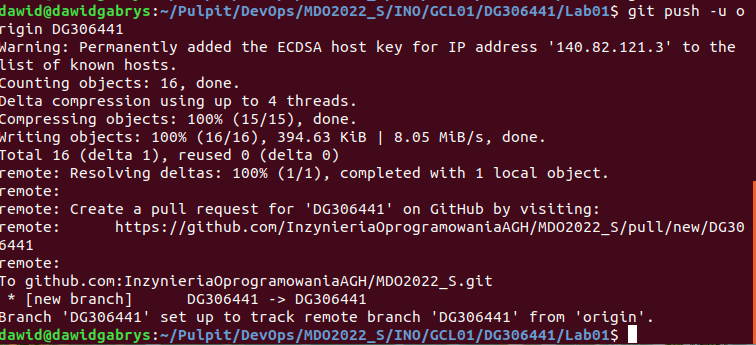 dawid@dawidgabrys:~/Pulpit/DevOps/MDO2022_S/INO/GCL01/DG306441/Lab01$ git push -u o
rigin DG306441
Warning: Permanently added the ECDSA host key for IP address '140.82.121.3' to the
list of known hosts.
Counting objects: 16, done.
Delta compression using up to 4 threads.
Compressing objects: 100% (15/15), done.
Writing objects: 100% (16/16), 394.63 KiB | 8.05 MiB/s, done.
Total 16 (delta 1), reused 0 (delta 0)
remote: Resolving deltas: 100% (1/1), completed with 1 local object.
remote:
remote: Create a pull request for 'DG306441' on GitHub by visiting:
remote:      https://github.com/InzynieriaOprogramowaniaAGH/MDO2022_S/pull/new/DG30
6441
remote:
To github.com:InzynieriaOprogramowaniaAGH/MDO2022_S.git
 * [new branch]      DG306441 -> DG306441
Branch 'DG306441' set up to track remote branch 'DG306441' from 'origin'.
dawid@dawidgabrys:~/Pulpit/DevOps/MDO2022_S/INO/GCL01/DG306441/Lab01$